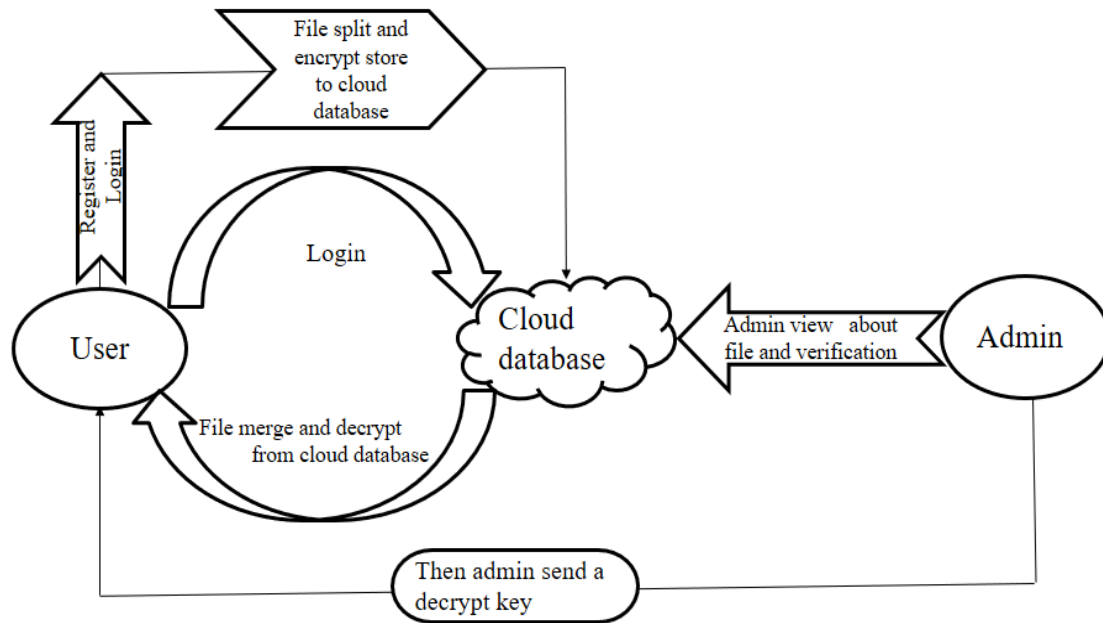 File split and
encrypt store
to cloud
database
Register and
Login
Login
User
Cloud
database
Admin view about
file and verification
Admin
File merge and decrypt
from cloud database
Then admin send a
decrypt key